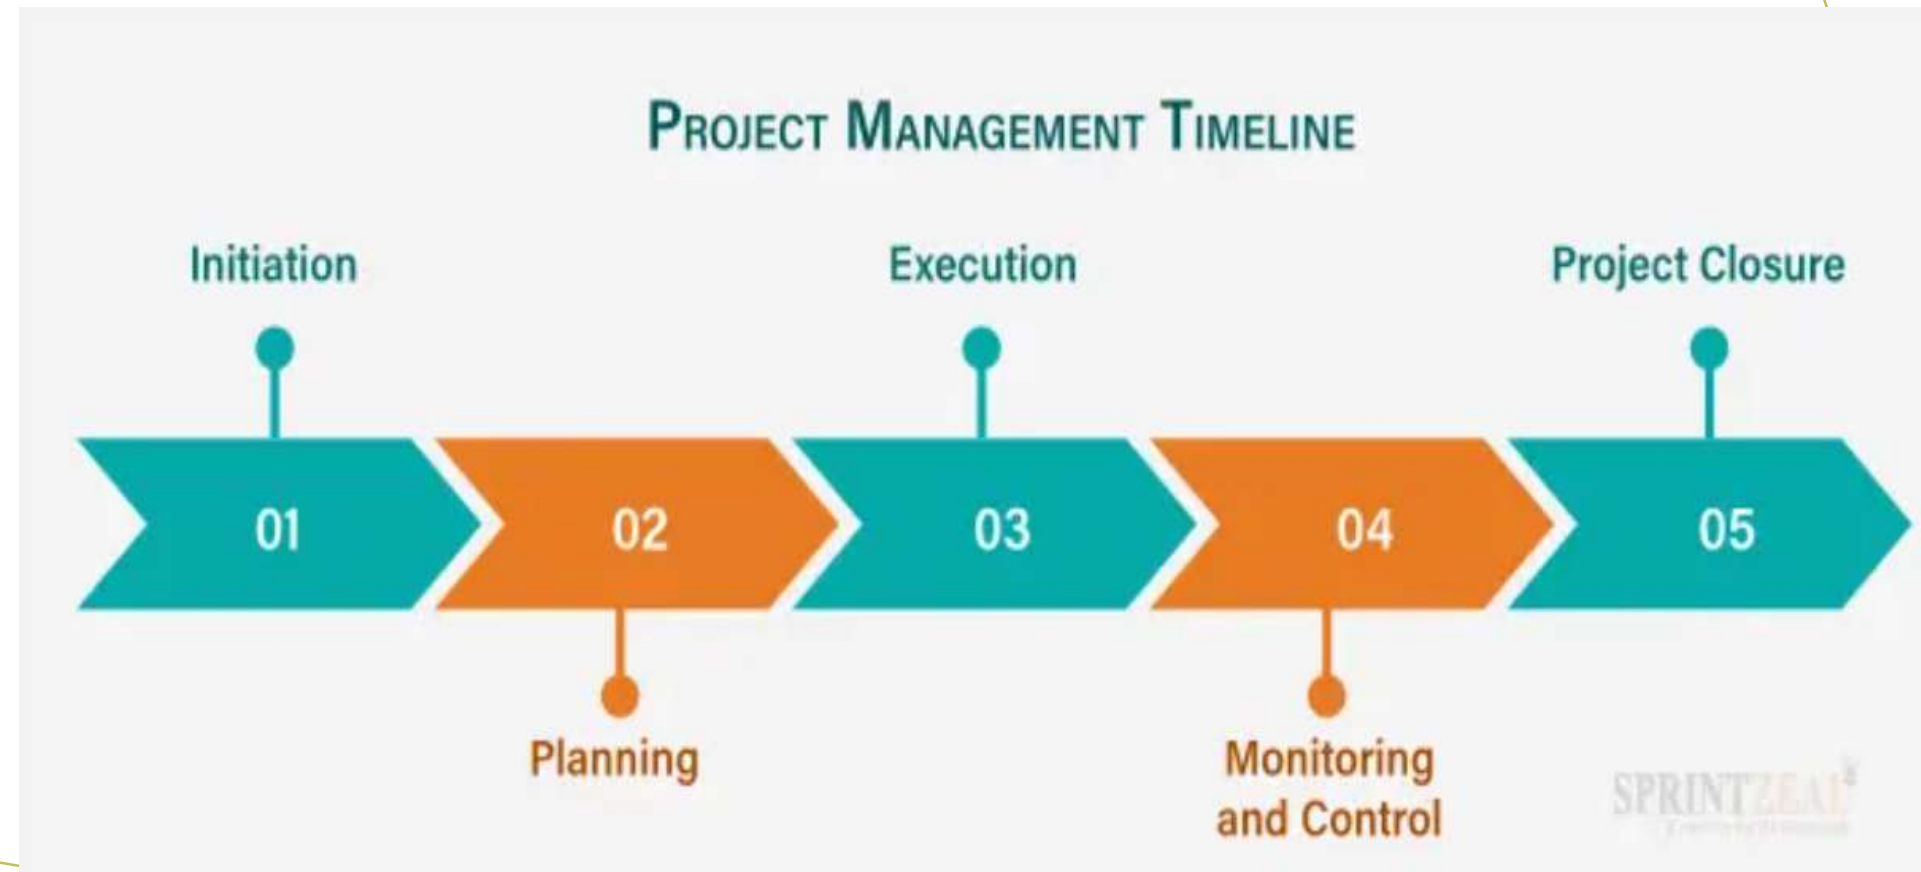 PROJECT MANAGEMENT TIMELINE
Initiation
Execution
Project Closure
01
02
03
04
05
Planning
Monitoring
and Control
SPRINTZEAL